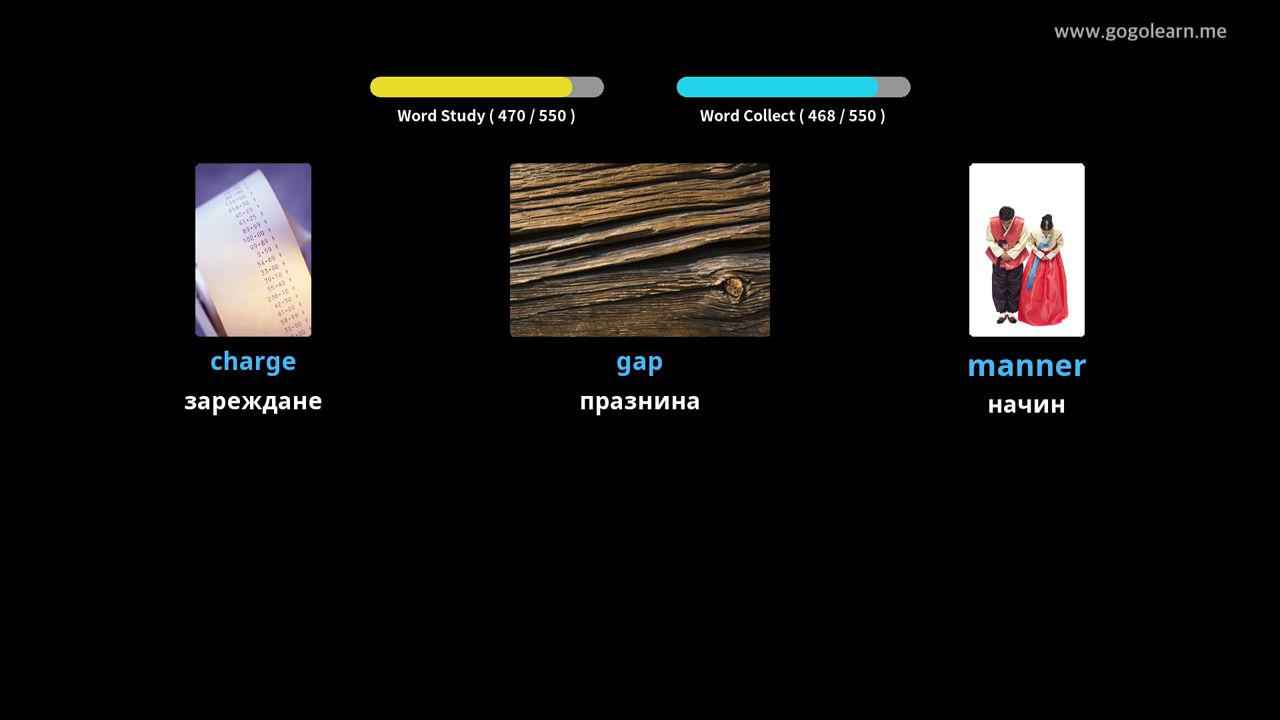 www.gogolearn.me
Word Study ( 470 / 550 )
Word Collect ( 468 / 550 )
charge
gap
manner
зареждане
празнина
начин